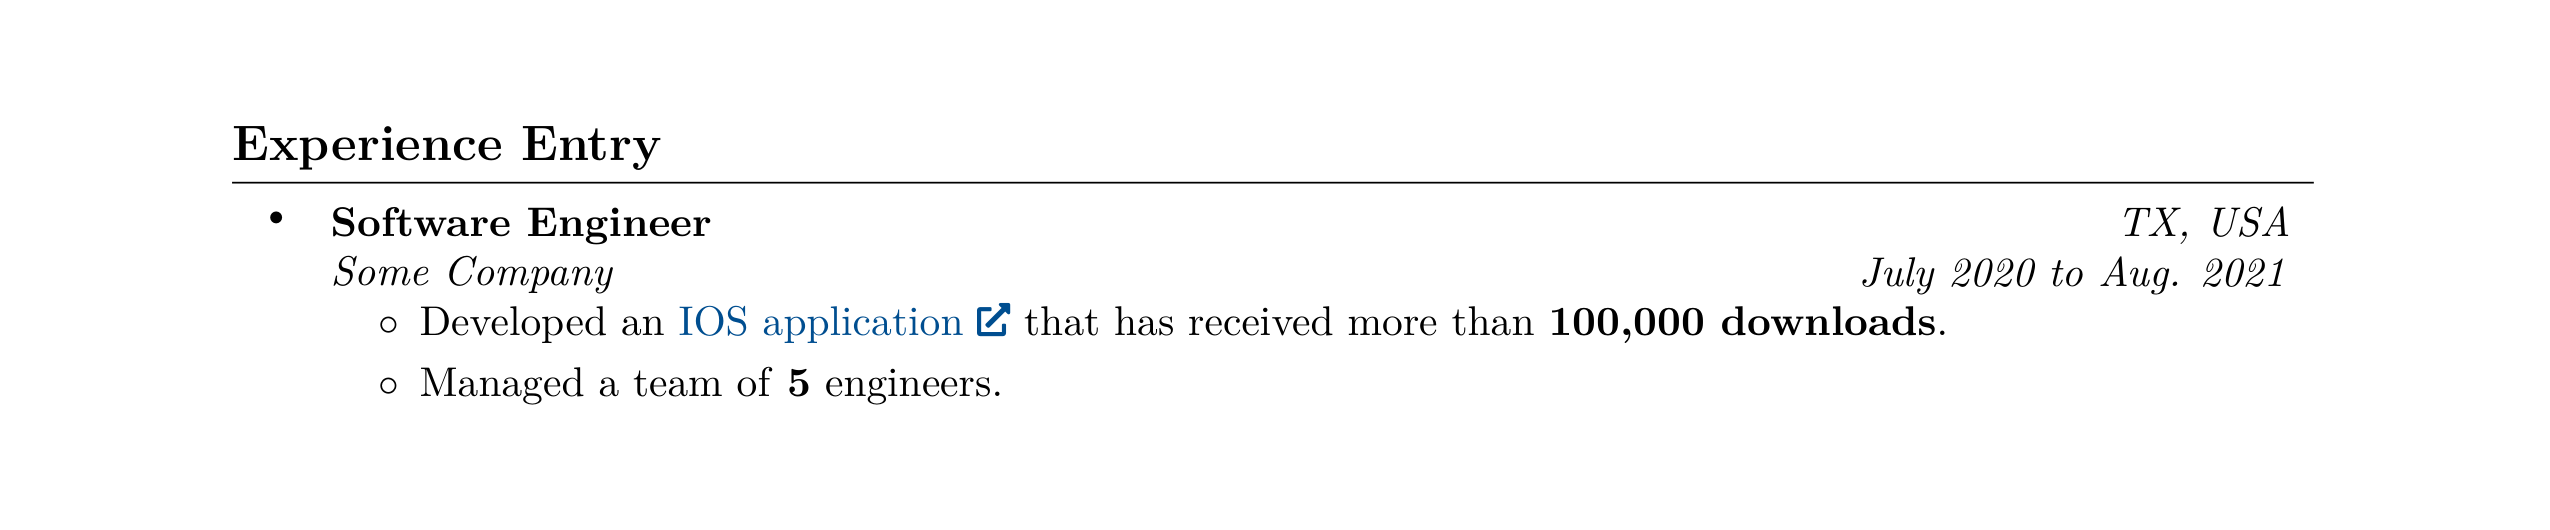 Experience Entry
• Software Engineer TX, USA
Some Company July 2020 to Aug. 2021
○ Developed an IOS application that has received more than 100,000 downloads.
○ Managed a team of 5 engineers.